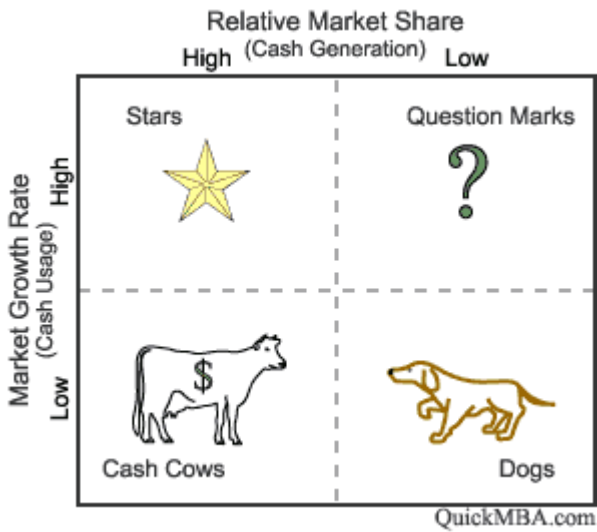 Relative Market Share
(Cash Generation)
High
Low
Market Growth Rate
(Cash Usage)
High
Low
Stars
Question Marks
?
$
Cash Cows
Dogs
QuickMBA.com